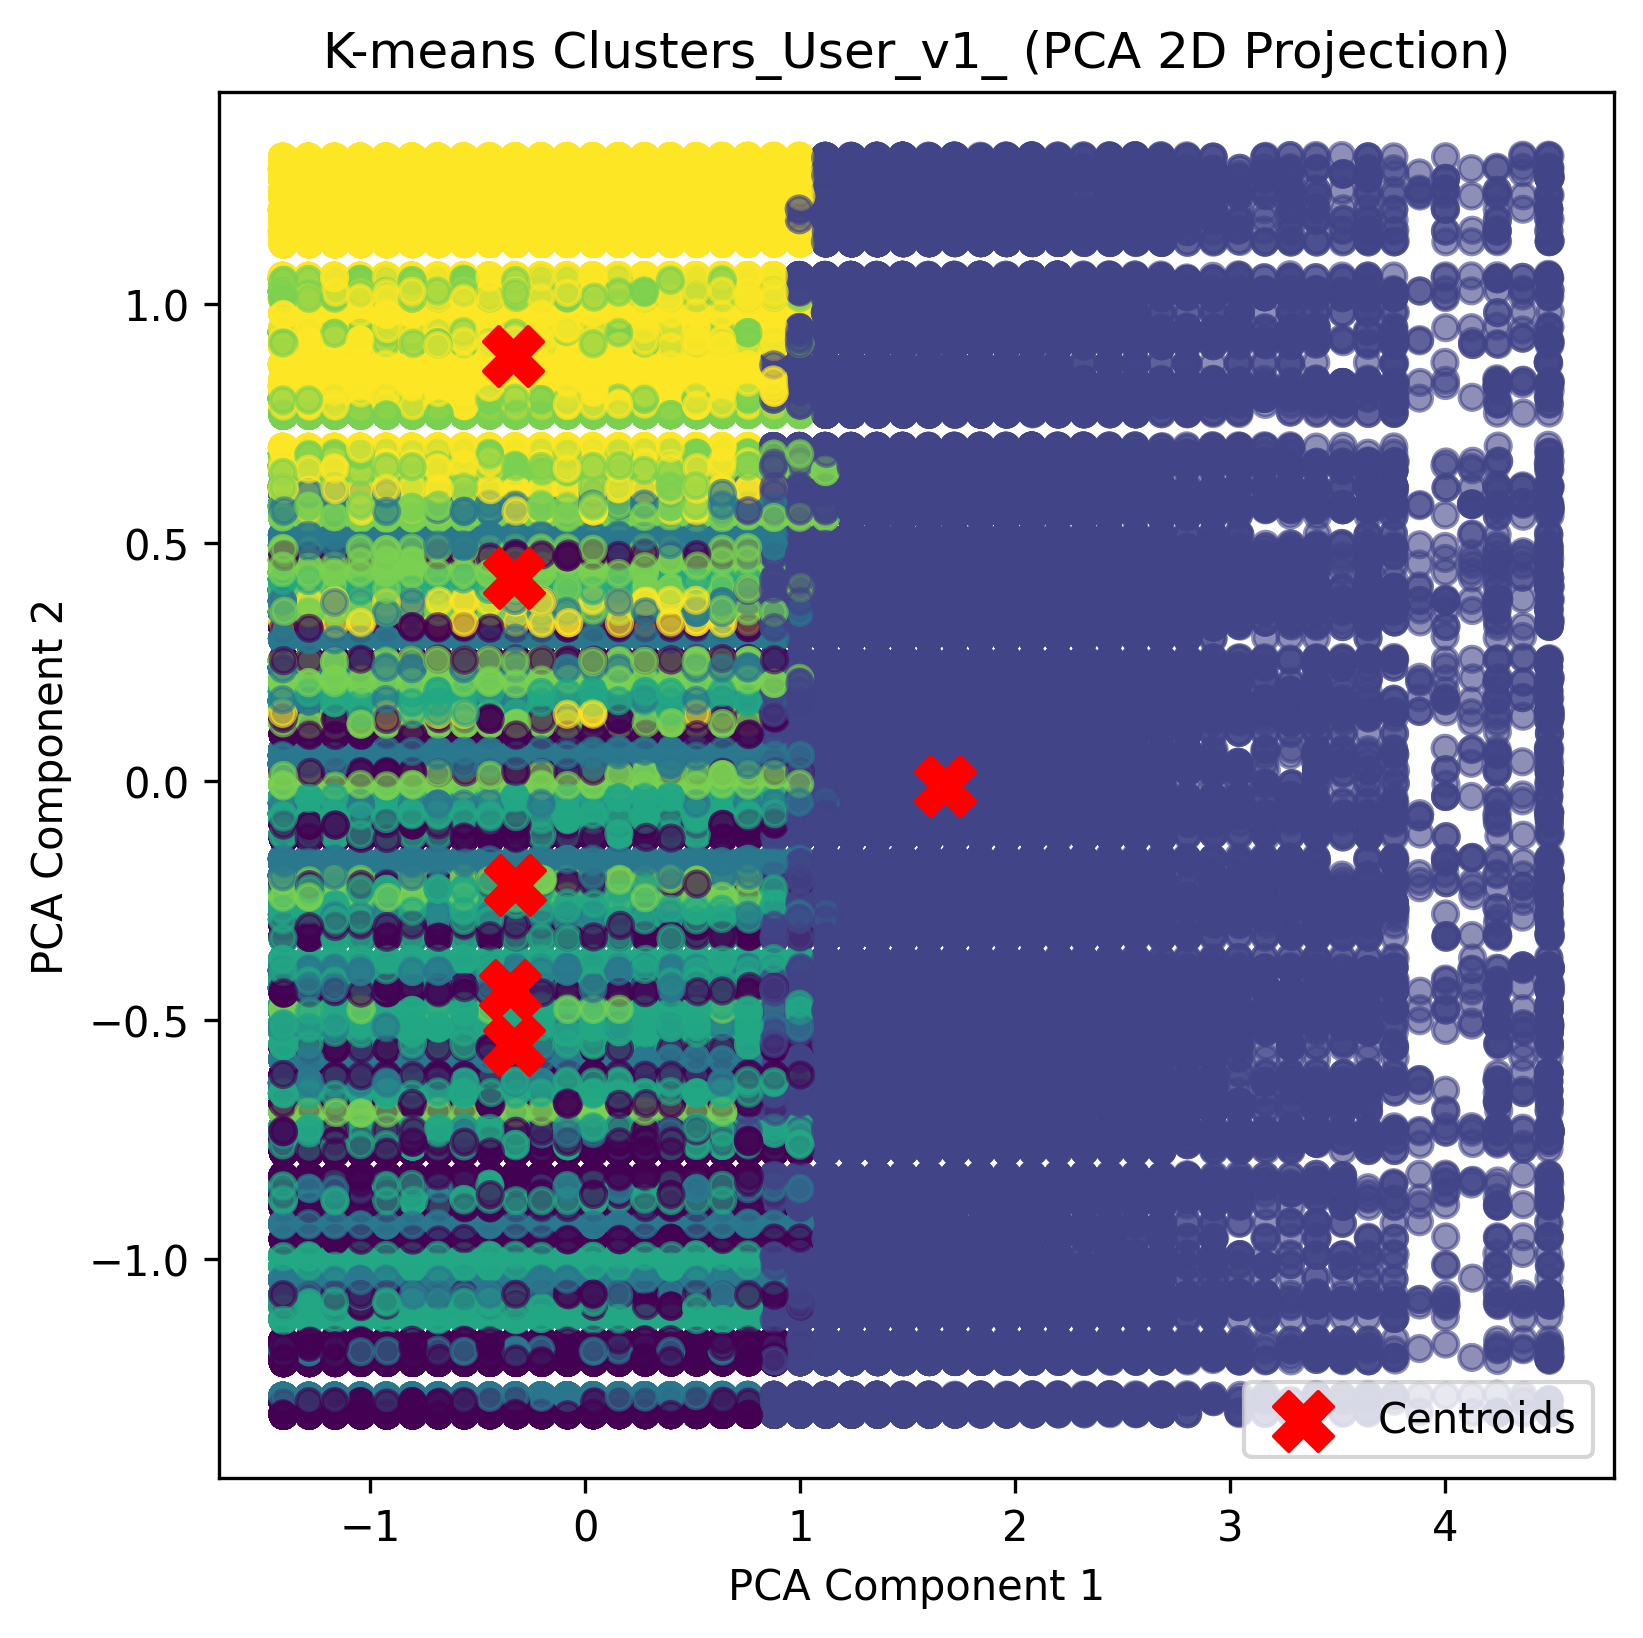 K-means Clusters_User_v1_ (PCA 2D Projection)
PCA Component 2
1.0
0.5
0.0
−0.5
−1.0
Centroids
−1 0 1 2 3 4
PCA Component 1